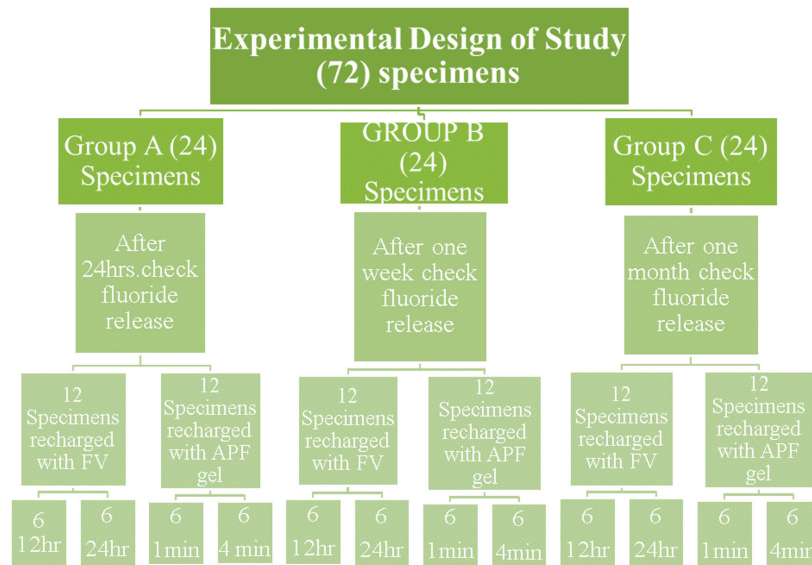 Experimental Design of Study
(72) specimens
Group A (24)
Specimens
GROUP B
(24)
Specimens
Group C (24)
Specimens
After
24hrs.check
fluoride
release
After one
week check
fluoride
release
After one
month check
fluoride
release
12
Specimens
recharged
with FV
12
Specimens
recharged
with APF
gel
12
Specimens
recharged
with FV
12
Specimens
recharged
with APF
gel
12
Specimens
recharged
with FV
12
Specimens
recharged
with APF
gel
6
12hr
6
24hr
6
1min
6
4 min
6
12hr
6
24hr
6
1min
6
4min
6
12hr
6
24hr
6
1min
6
4min